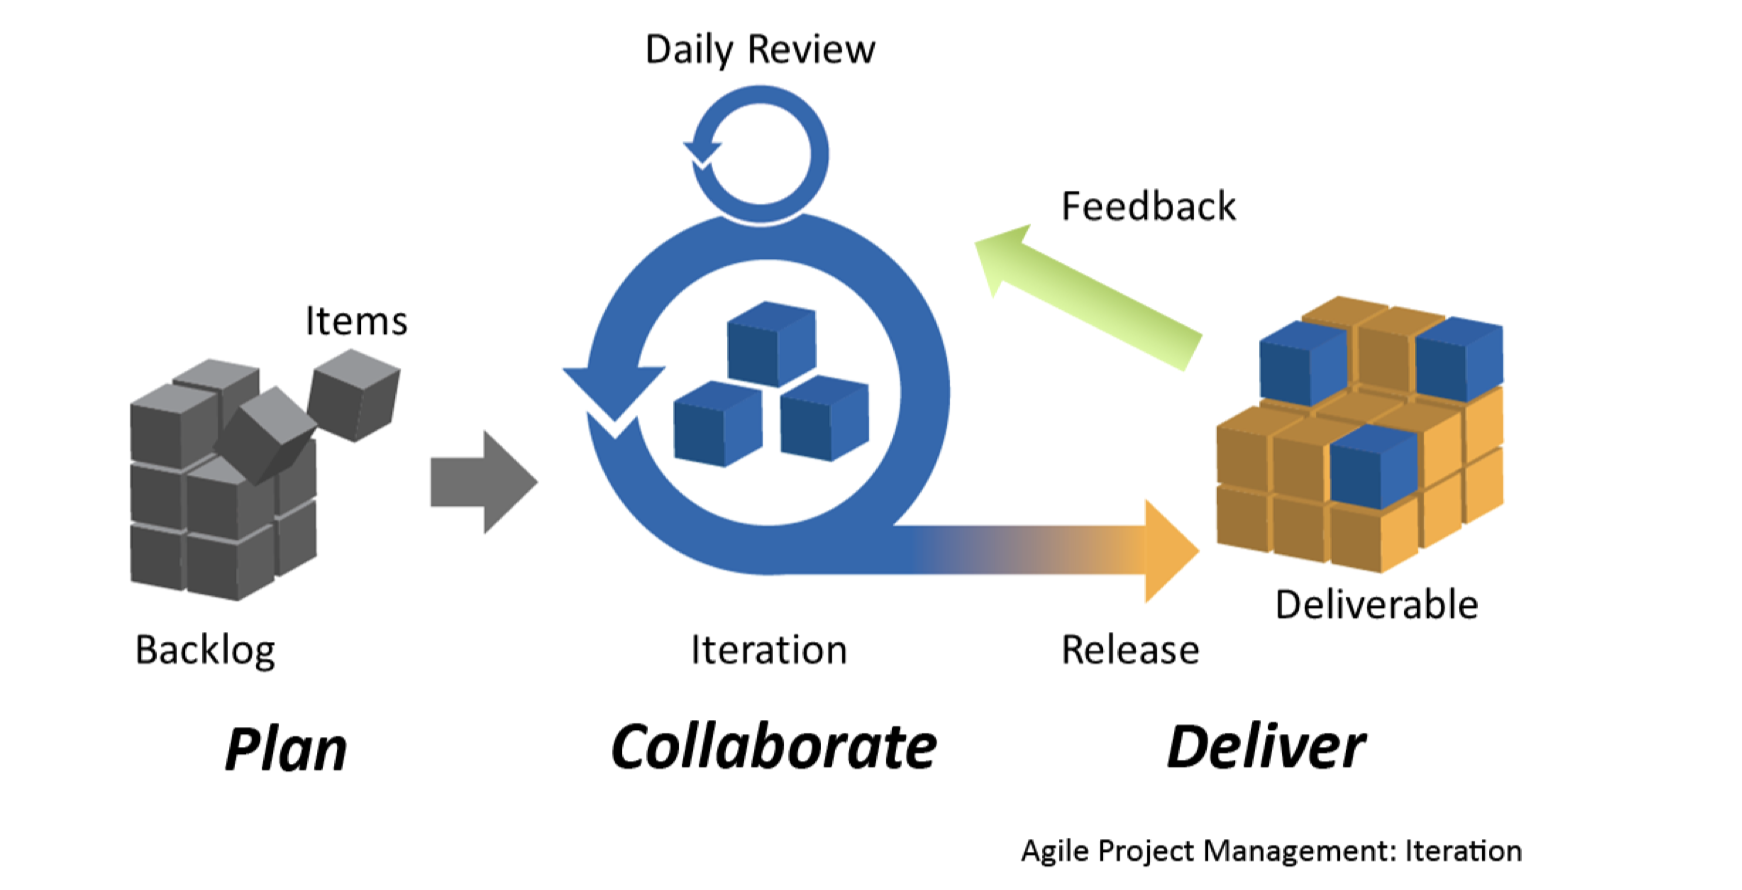 Daily Review
Feedback
Items
Deliverable
Backlog
Iteration
Release
Plan
Collaborate
Deliver
Agile Project Management: Iteration